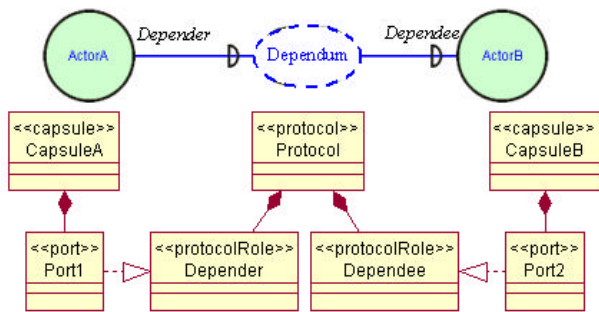 Depender
Dependee
ActorA
Dependum
ActorB
<<capsule>>
CapsuleA
<<protocol>>
Protocol
<<capsule>>
CapsuleB
<<port>>
Port1
<<protocolRole>>
Depender
<<protocolRole>>
Dependee
<<port>>
Port2